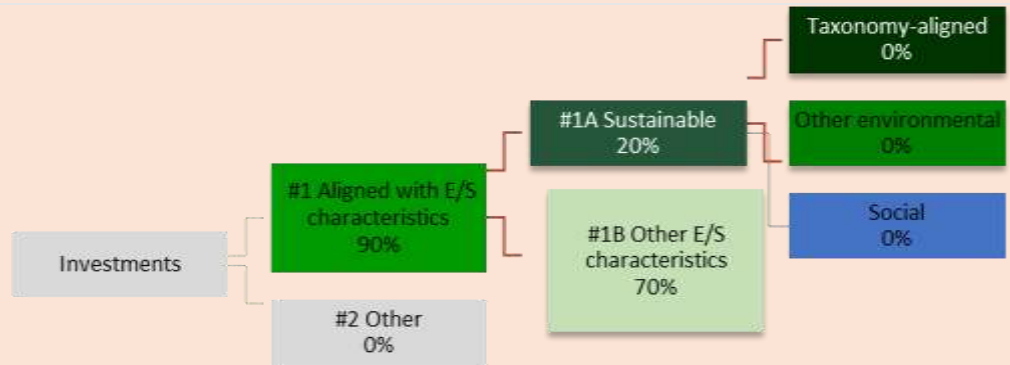 Taxonomy-aligned
0%
#1A Sustainable
20%
Other environmental
0%
#1 Aligned with E/S
characteristics
90%
Social
0%
#1B Other E/S
characteristics
70%
Investments
#2 Other
0%